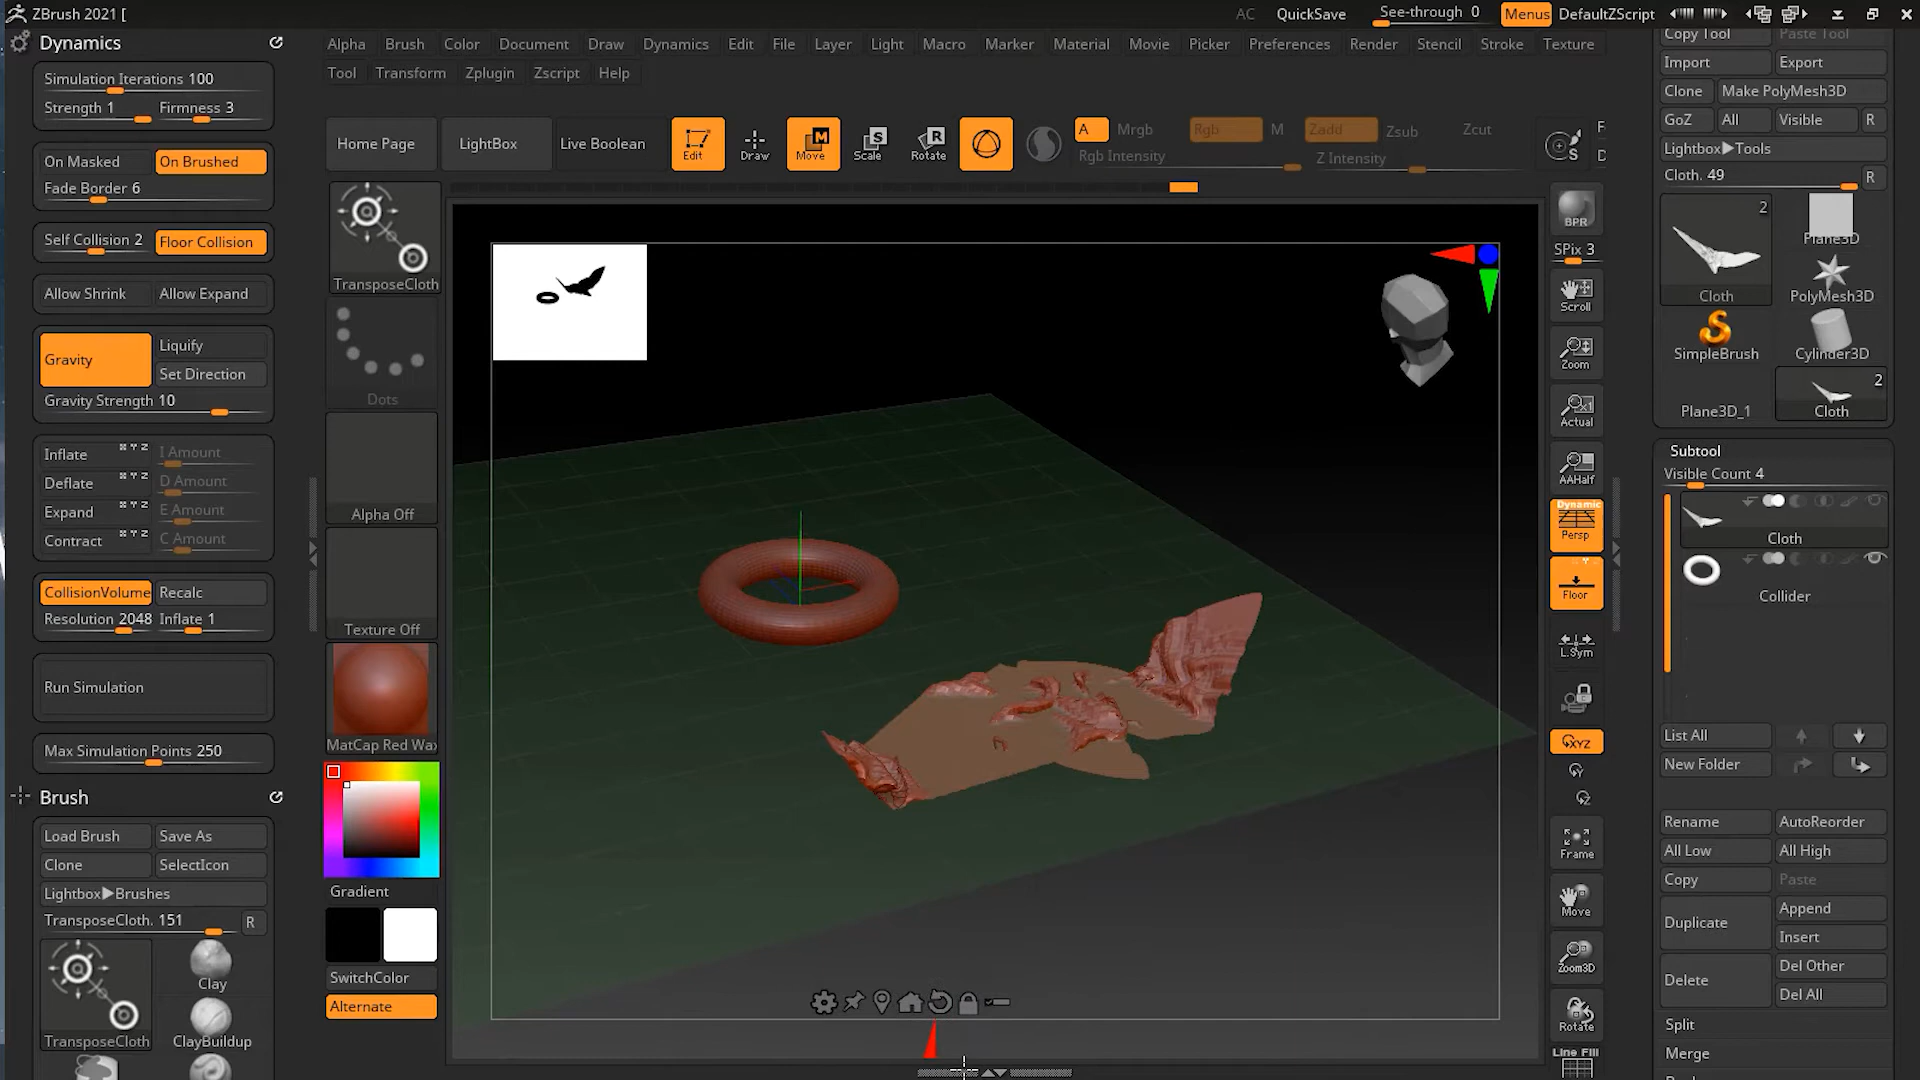 ZBrush 2021 [
AC QuickSave See-through 0 Menus DefaultZScript
Dynamics
Alpha Brush Color Document Draw Dynamics Edit File Layer Light Macro Marker Material Movie Picker Preferences Render Stencil Stroke Texture
Tool Transform Zplugin Zscript Help
Simulation Iterations 100
Strength 1 Firmness 3
On Masked On Brushed
Fade Border 6
Self Collision 2 Floor Collision
Allow Shrink Allow Expand
Gravity Liquify
Set Direction
Gravity Strength 10
Inflate X Y Z I Amount
Deflate X Y Z D Amount
Expand X Y Z E Amount
Contract X Y Z C Amount
CollisionVolume Recalc
Resolution 2048 Inflate 1
Run Simulation
Max Simulation Points 250
Brush
Load Brush Save As
Clone SelectIcon
Lightbox▶Brushes
TransposeCloth. 151 R
TransposeCloth Clay
ClayBuildup
Home Page LightBox Live Boolean Edit Draw Move Scale Rotate
A Mrgb Rgb M Zadd Zsub Zcut
Rgb Intensity Z Intensity
S F
D
TransposeCloth
Dots
Alpha Off
Texture Off
MatCap Red Wax
Gradient
SwitchColor
Alternate
BPR
SPix 3
Scroll
Zoom
Actual
AAHalf
Dynamic
Persp
Floor
L.Sym
XYZ
Y
Z
Frame
Move
Zoom3D
Rotate
Line Fill
Copy Tool Paste Tool
Import Export
Clone Make PolyMesh3D
GoZ All Visible R
Lightbox▶Tools
Cloth. 49 R
2
Cloth Plane3D
PolyMesh3D
SimpleBrush Cylinder3D
2
Plane3D_1 Cloth
Subtool
Visible Count 4
Cloth
Collider
List All
New Folder
Rename AutoReorder
All Low All High
Copy Paste
Duplicate Append
Insert
Delete Del Other
Del All
Split
Merge